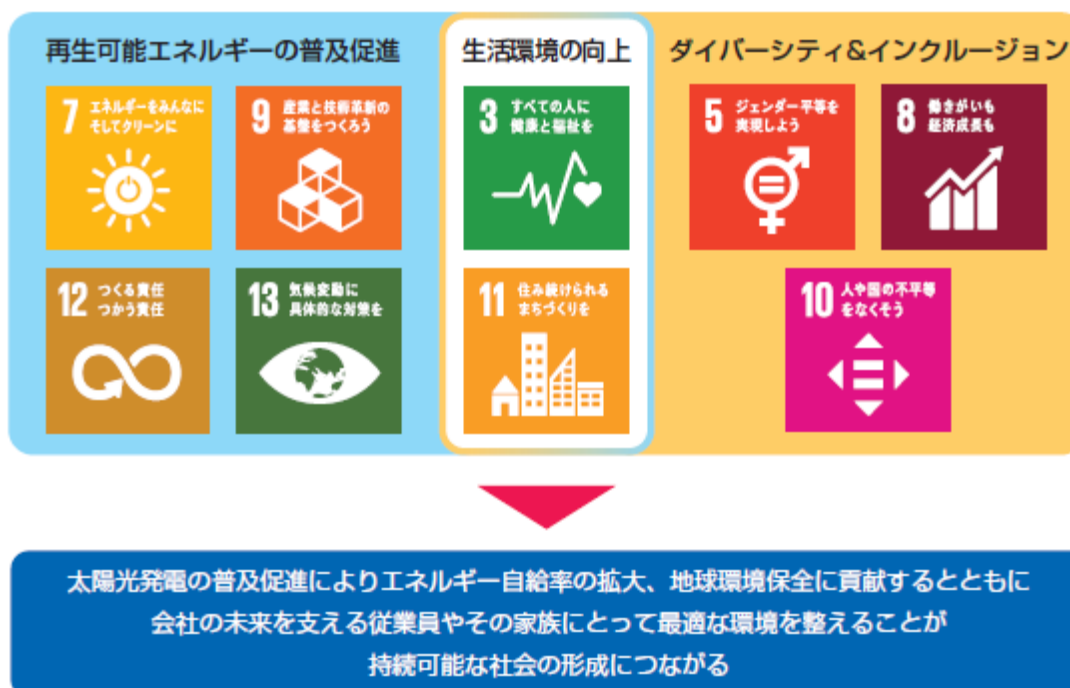 再生可能エネルギーの普及促進
7 エネルギーをみんなに
そしてクリーンに
9 産業と技術革新の
基盤をつくろう
12 つくる責任
つかう責任
13 気候変動に
具体的な対策を
生活環境の向上
3 すべての人に
健康と福祉を
11 住み続けられる
まちづくりを
ダイバーシティ&インクルージョン
5 ジェンダー平等を
実現しよう
8 働きがいも
経済成長も
10 人や国の不平等
をなくそう
太陽光発電の普及促進によりエネルギー自給率の拡大、地球環境保全に貢献するとともに
会社の未来を支える従業員やその家族にとって最適な環境を整えることが
持続可能な社会の形成につながる